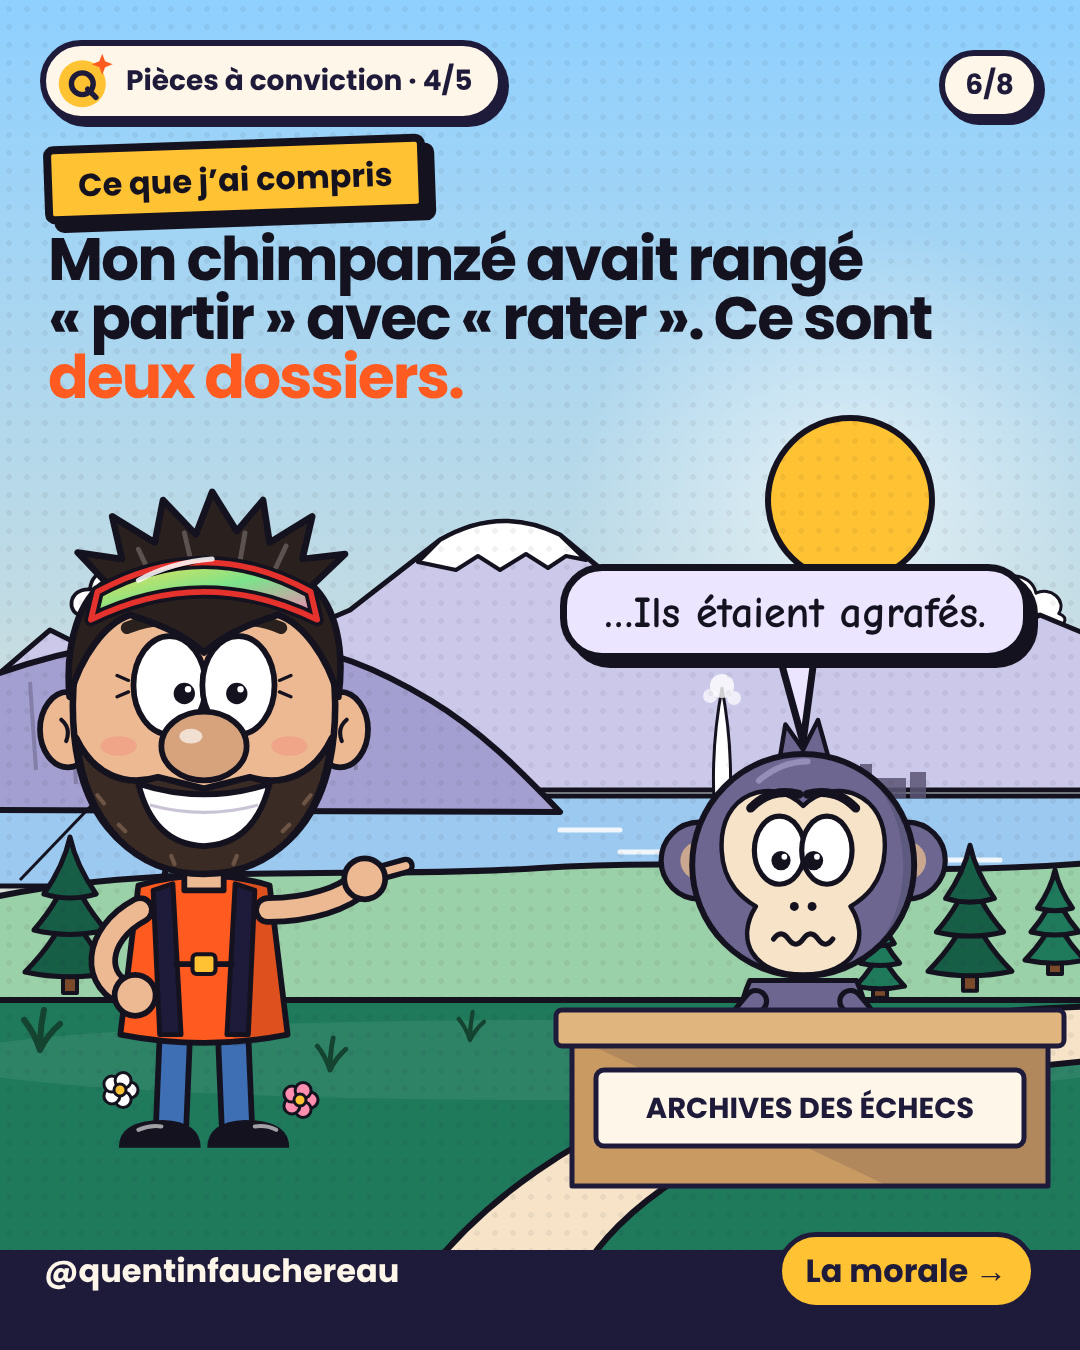 Q
Pièces à conviction · 4/5
6/8
Ce que j’ai compris
Mon chimpanzé avait rangé
« partir » avec « rater ». Ce sont
deux dossiers.
...Ils étaient agrafés.
ARCHIVES DES ÉCHECS
@quentinfauchereau
La morale →